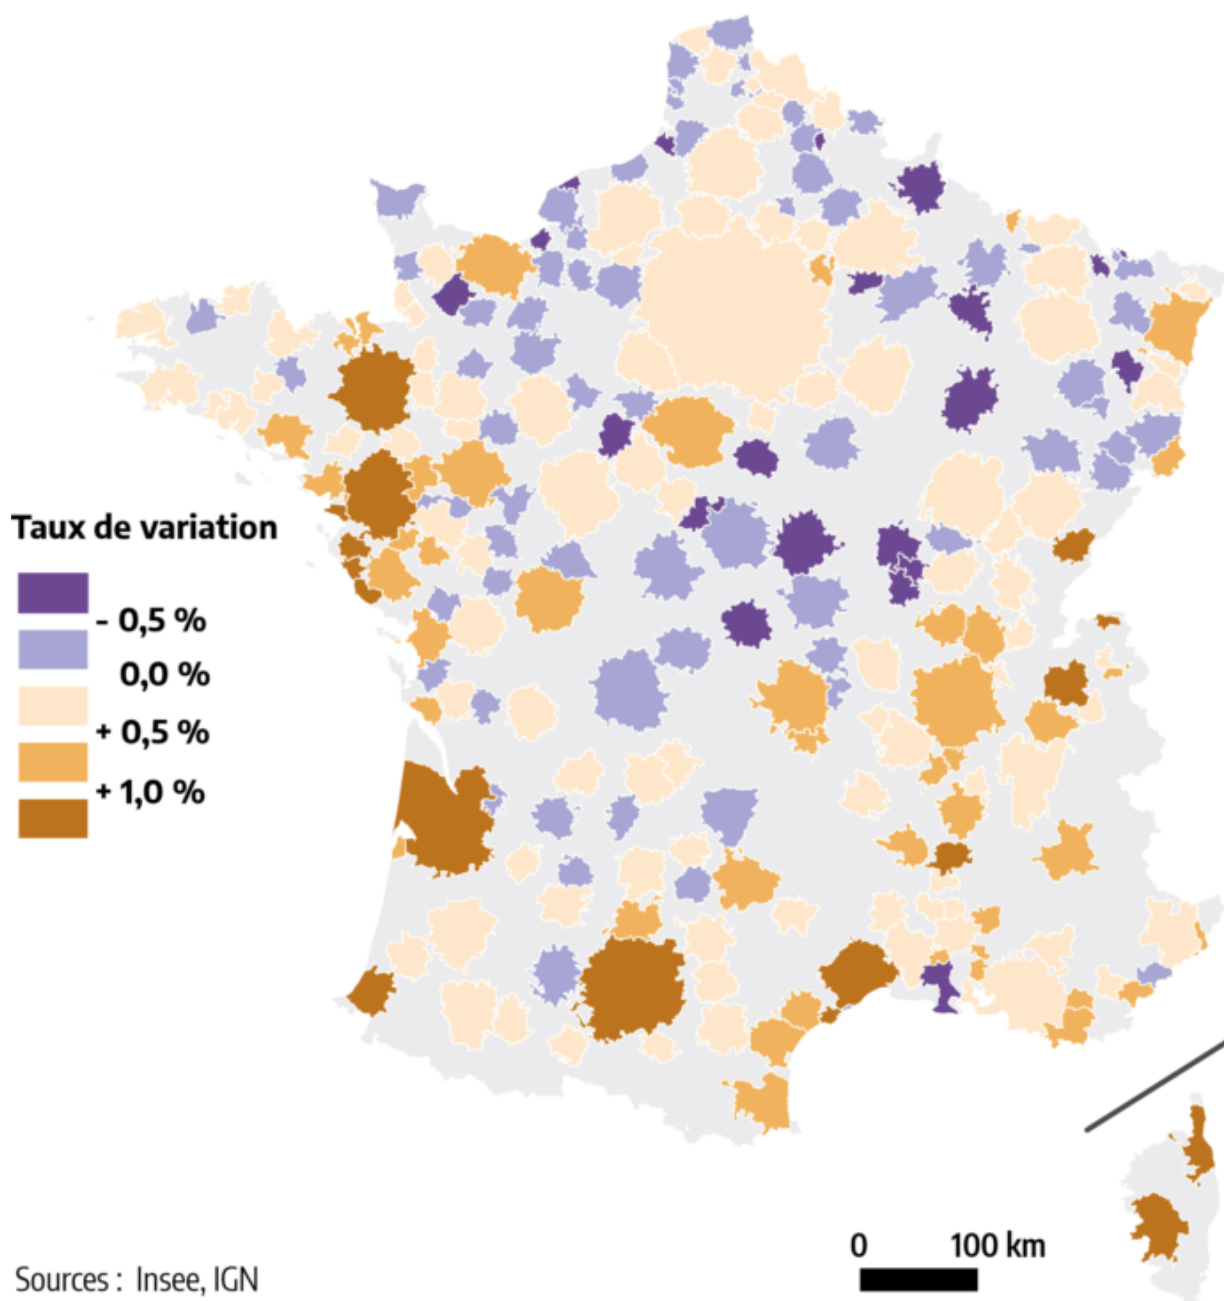 Taux de variation
- 0,5 %
0,0 %
+ 0,5 %
+ 1,0 %
0 100 km
Sources : Insee, IGN